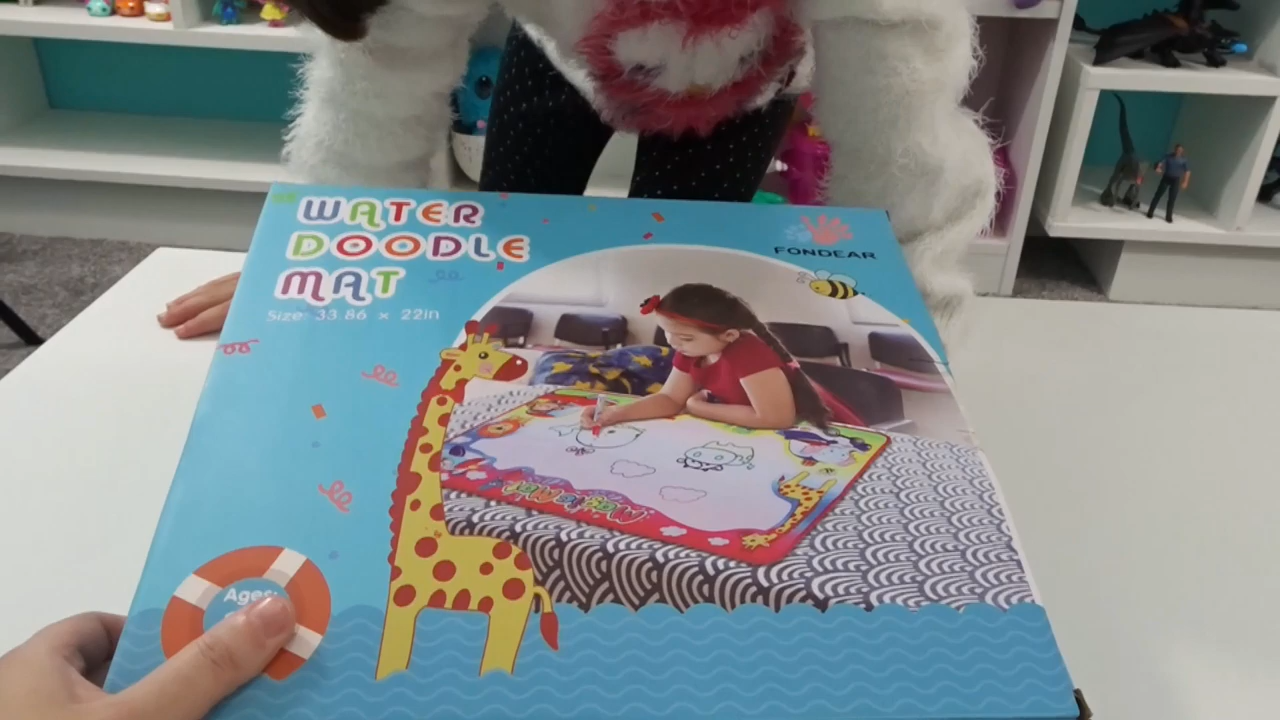 WATER
DOODLE
MAT
Size: 33.86 × 22in
FONDEAR
Ages: